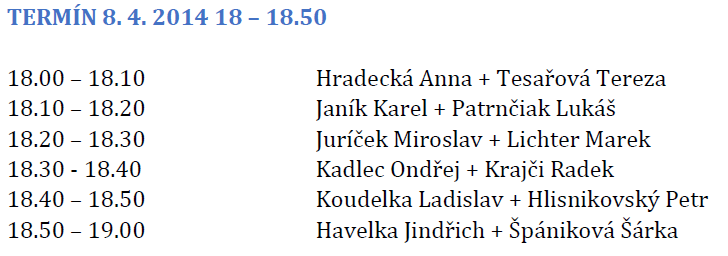 TERMÍN 8. 4. 2014 18 – 18.50
18.00 – 18.10 Hradecká Anna + Tesařová Tereza
18.10 – 18.20 Janík Karel + Patrnčiak Lukáš
18.20 – 18.30 Juríček Miroslav + Lichter Marek
18.30 - 18.40 Kadlec Ondřej + Krajči Radek
18.40 – 18.50 Koudelka Ladislav + Hlisnikovský Petr
18.50 – 19.00 Havelka Jindřich + Špániková Šárka